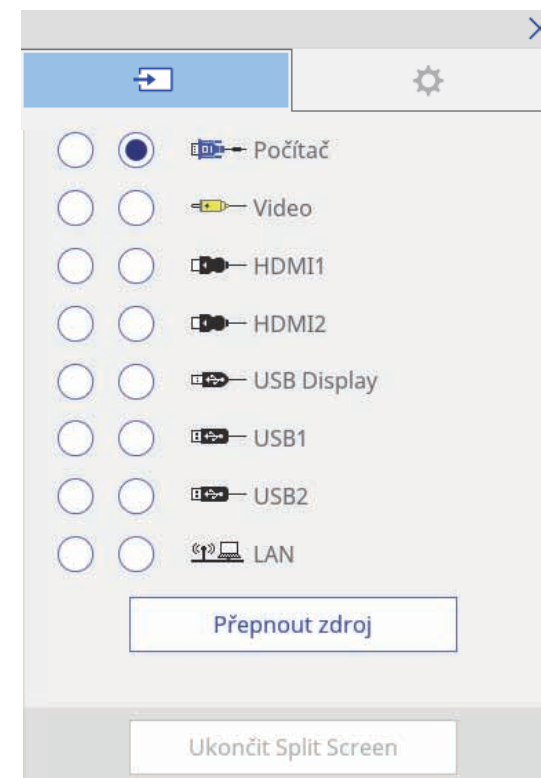 Počítač
Video
HDMI1
HDMI2
USB Display
USB1
USB2
LAN
Přepnout zdroj
Ukončit Split Screen